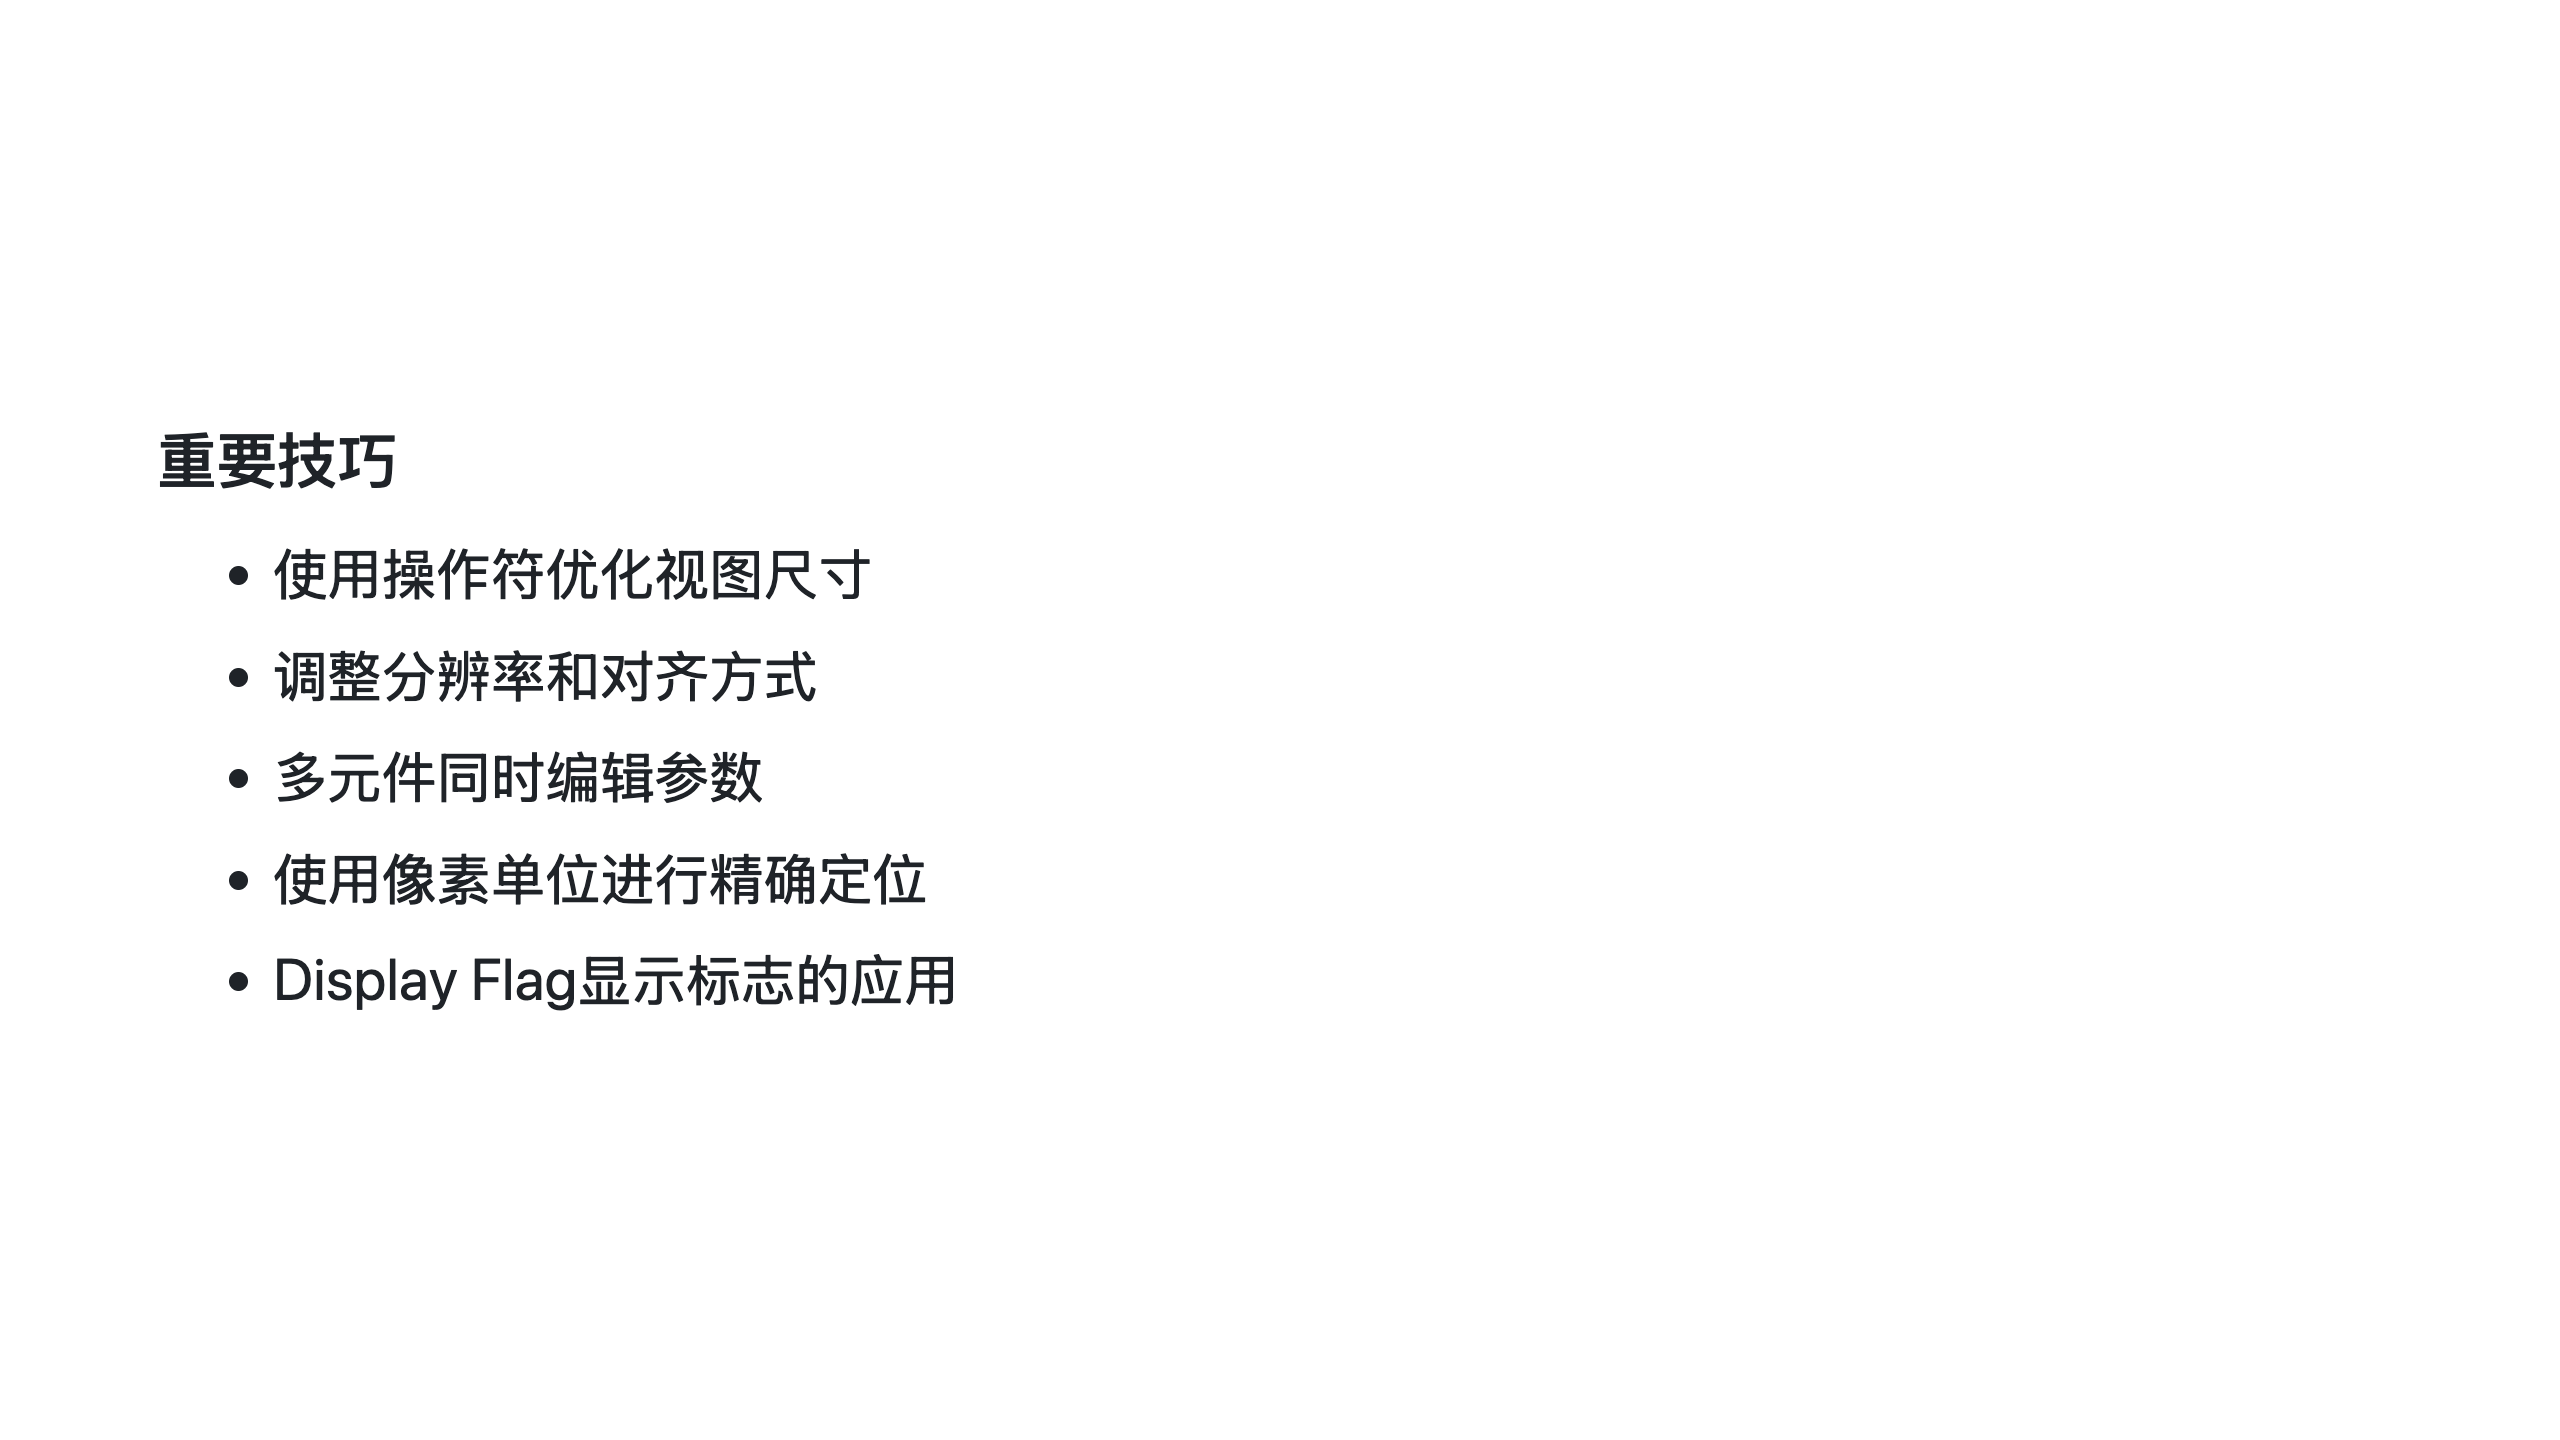 重要技巧
使用操作符优化视图尺寸
调整分辨率和对齐方式
多元件同时编辑参数
使用像素单位进行精确定位
Display Flag显示标志的应用